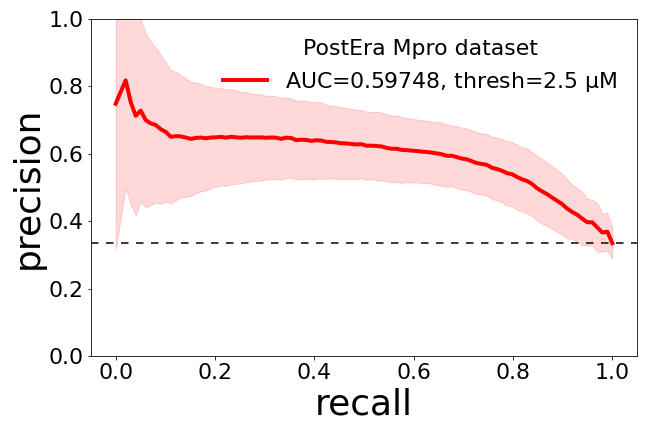 PostEra Mpro dataset
AUC=0.59748, thresh=2.5 μM
precision
1.0
0.8
0.6
0.4
0.2
0.0
0.0 0.2 0.4 0.6 0.8 1.0
recall